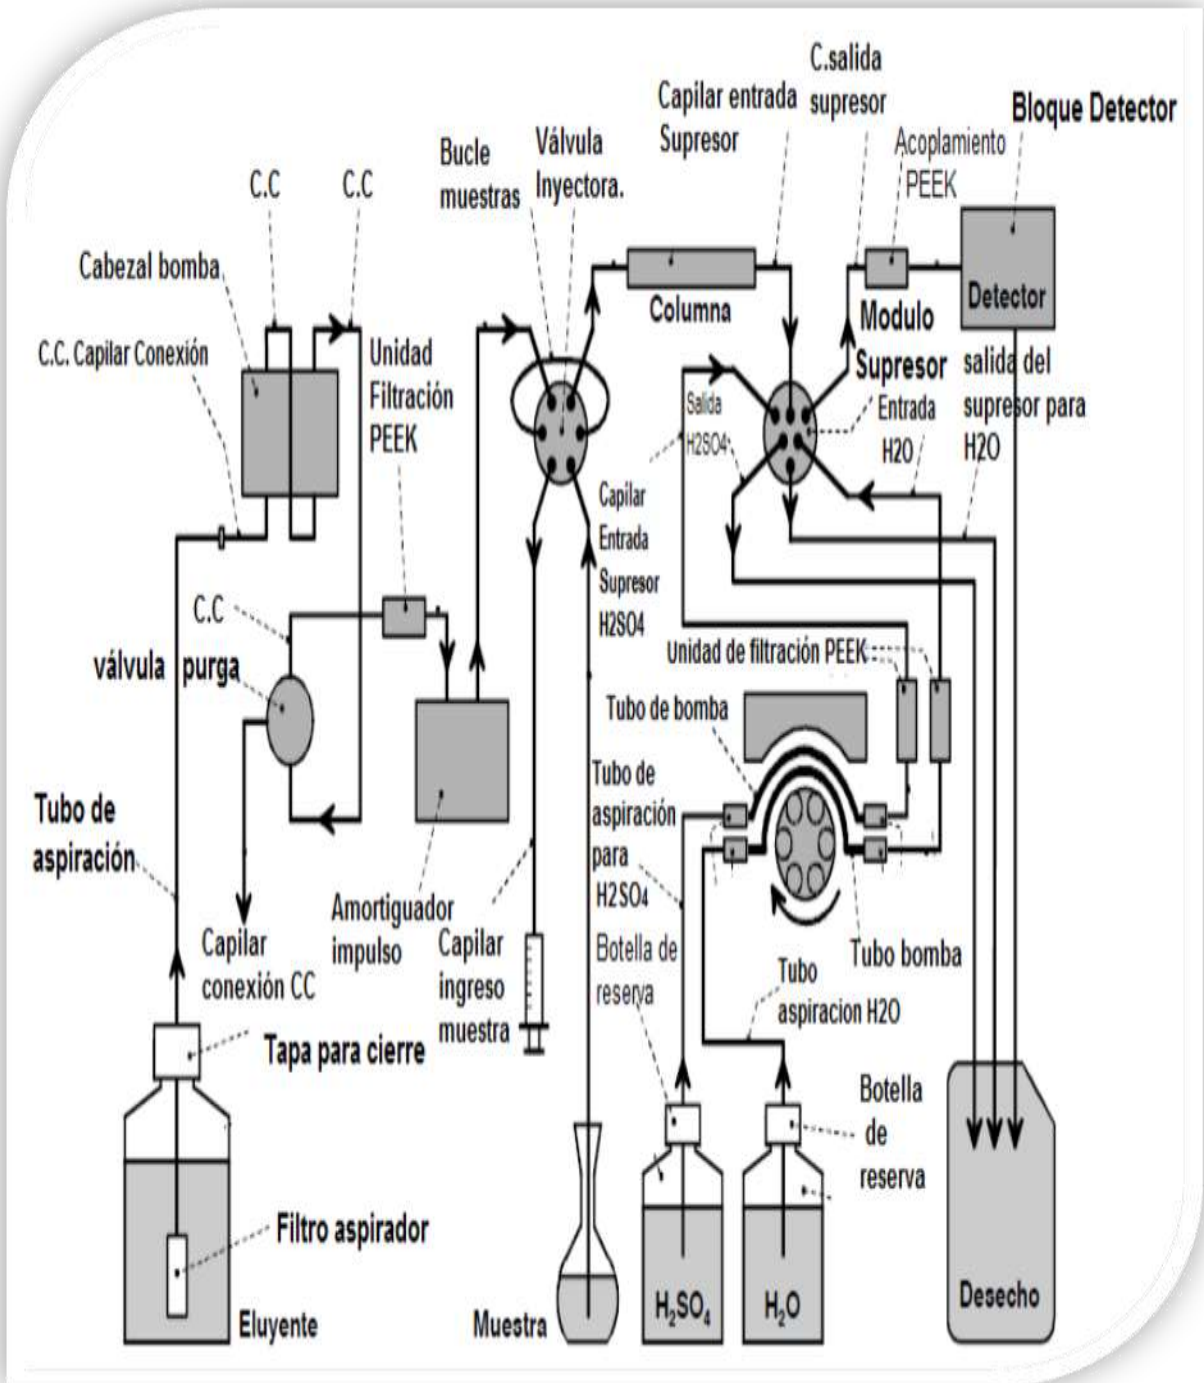 C.salida
supresor
Capilar entrada
Supresor
Bloque Detector
Acoplamiento
PEEK
Bucle
muestras
Válvula
Inyectora.
C.C
C.C
Cabezal bomba
C.C. Capilar Conexión
Unidad
Filtración
PEEK
Columna
Detector
Modulo
Supresor
salida del
supresor para
H2O
Entrada
H2O
Salida
H2SO4
Capilar
Entrada
Supresor
H2SO4
C.C
válvula purga
Unidad de filtración PEEK
Tubo de bomba
Tubo de
aspiración
para
H2SO4
Tubo de
aspiración
Amortiguador
impulso
Capilar
conexión CC
Capilar
ingreso
muestra
Botella de
reserva
Tubo bomba
Tubo
aspiracion H2O
Tapa para cierre
Botella
de
reserva
Filtro aspirador
Eluyente
Muestra
H₂SO₄
H₂O
Desecho